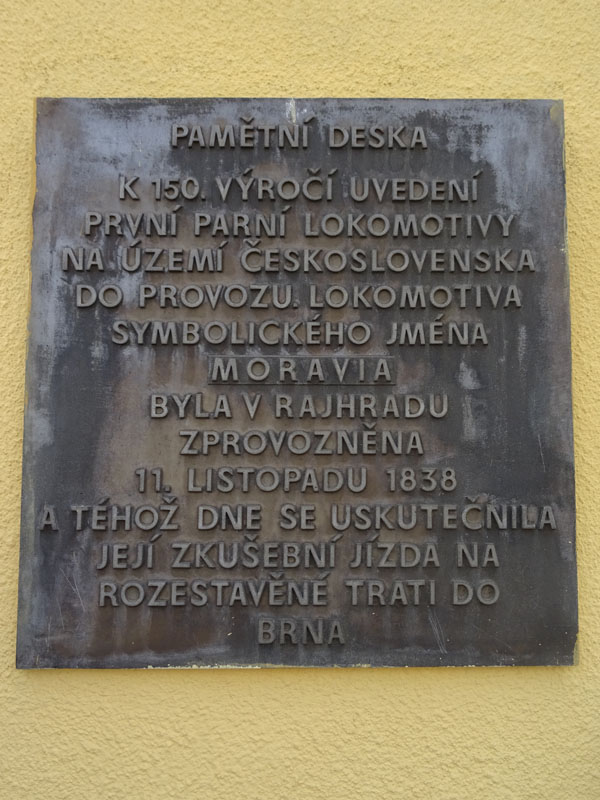 PAMĚTNÍ DESKA
K 150. VÝROČÍ UVEDENÍ
PRVNÍ PARNÍ LOKOMOTIVY
NA ÚZEMÍ ČESKOSLOVENSKA
DO PROVOZU. LOKOMOTIVA
SYMBOLICKÉHO JMÉNA
MORAVIA
BYLA V RAJHRADU
ZPROVOZNĚNA
11. LISTOPADU 1838
A TÉHOŽ DNE SE USKUTEČNILA
JEJÍ ZKUŠEBNÍ JÍZDA NA
ROZESTAVĚNÉ TRATI DO
BRNA